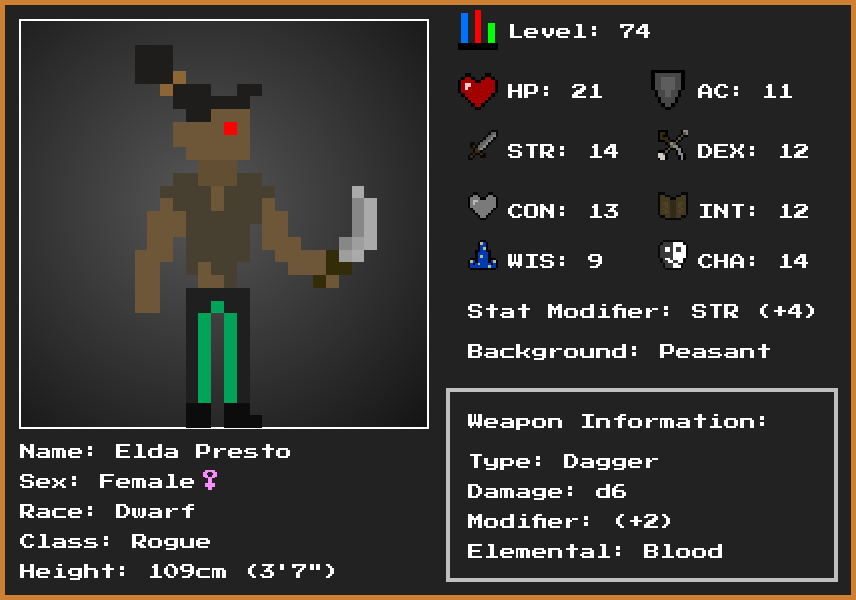 Level: 74
HP: 21
AC: 11
STR: 14
DEX: 12
CON: 13
INT: 12
WIS: 9
CHA: 14
Stat Modifier: STR (+4)
Background: Peasant
Weapon Information:
Type: Dagger
Damage: d6
Modifier: (+2)
Elemental: Blood
Name: Elda Presto
Sex: Female♀
Race: Dwarf
Class: Rogue
Height: 109cm (3'7")